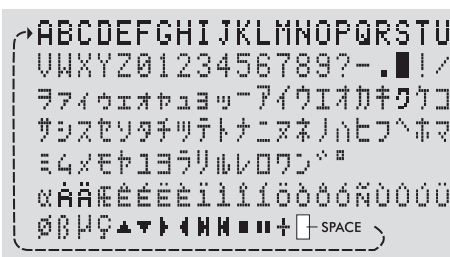 ABCDEFGHIJKLMNOPQRSTU
VWXYZ0123456789?-.█!/
ヲァィゥェォャュョッーアイウエオカキクケコ
サシスセソタチツテトナニヌネノハヒフヘホマ
ミムメモヤユヨラリルレロワン゛゜
αÄÆÖÑÜ
ØßμÇ▲▼■+ SPACE